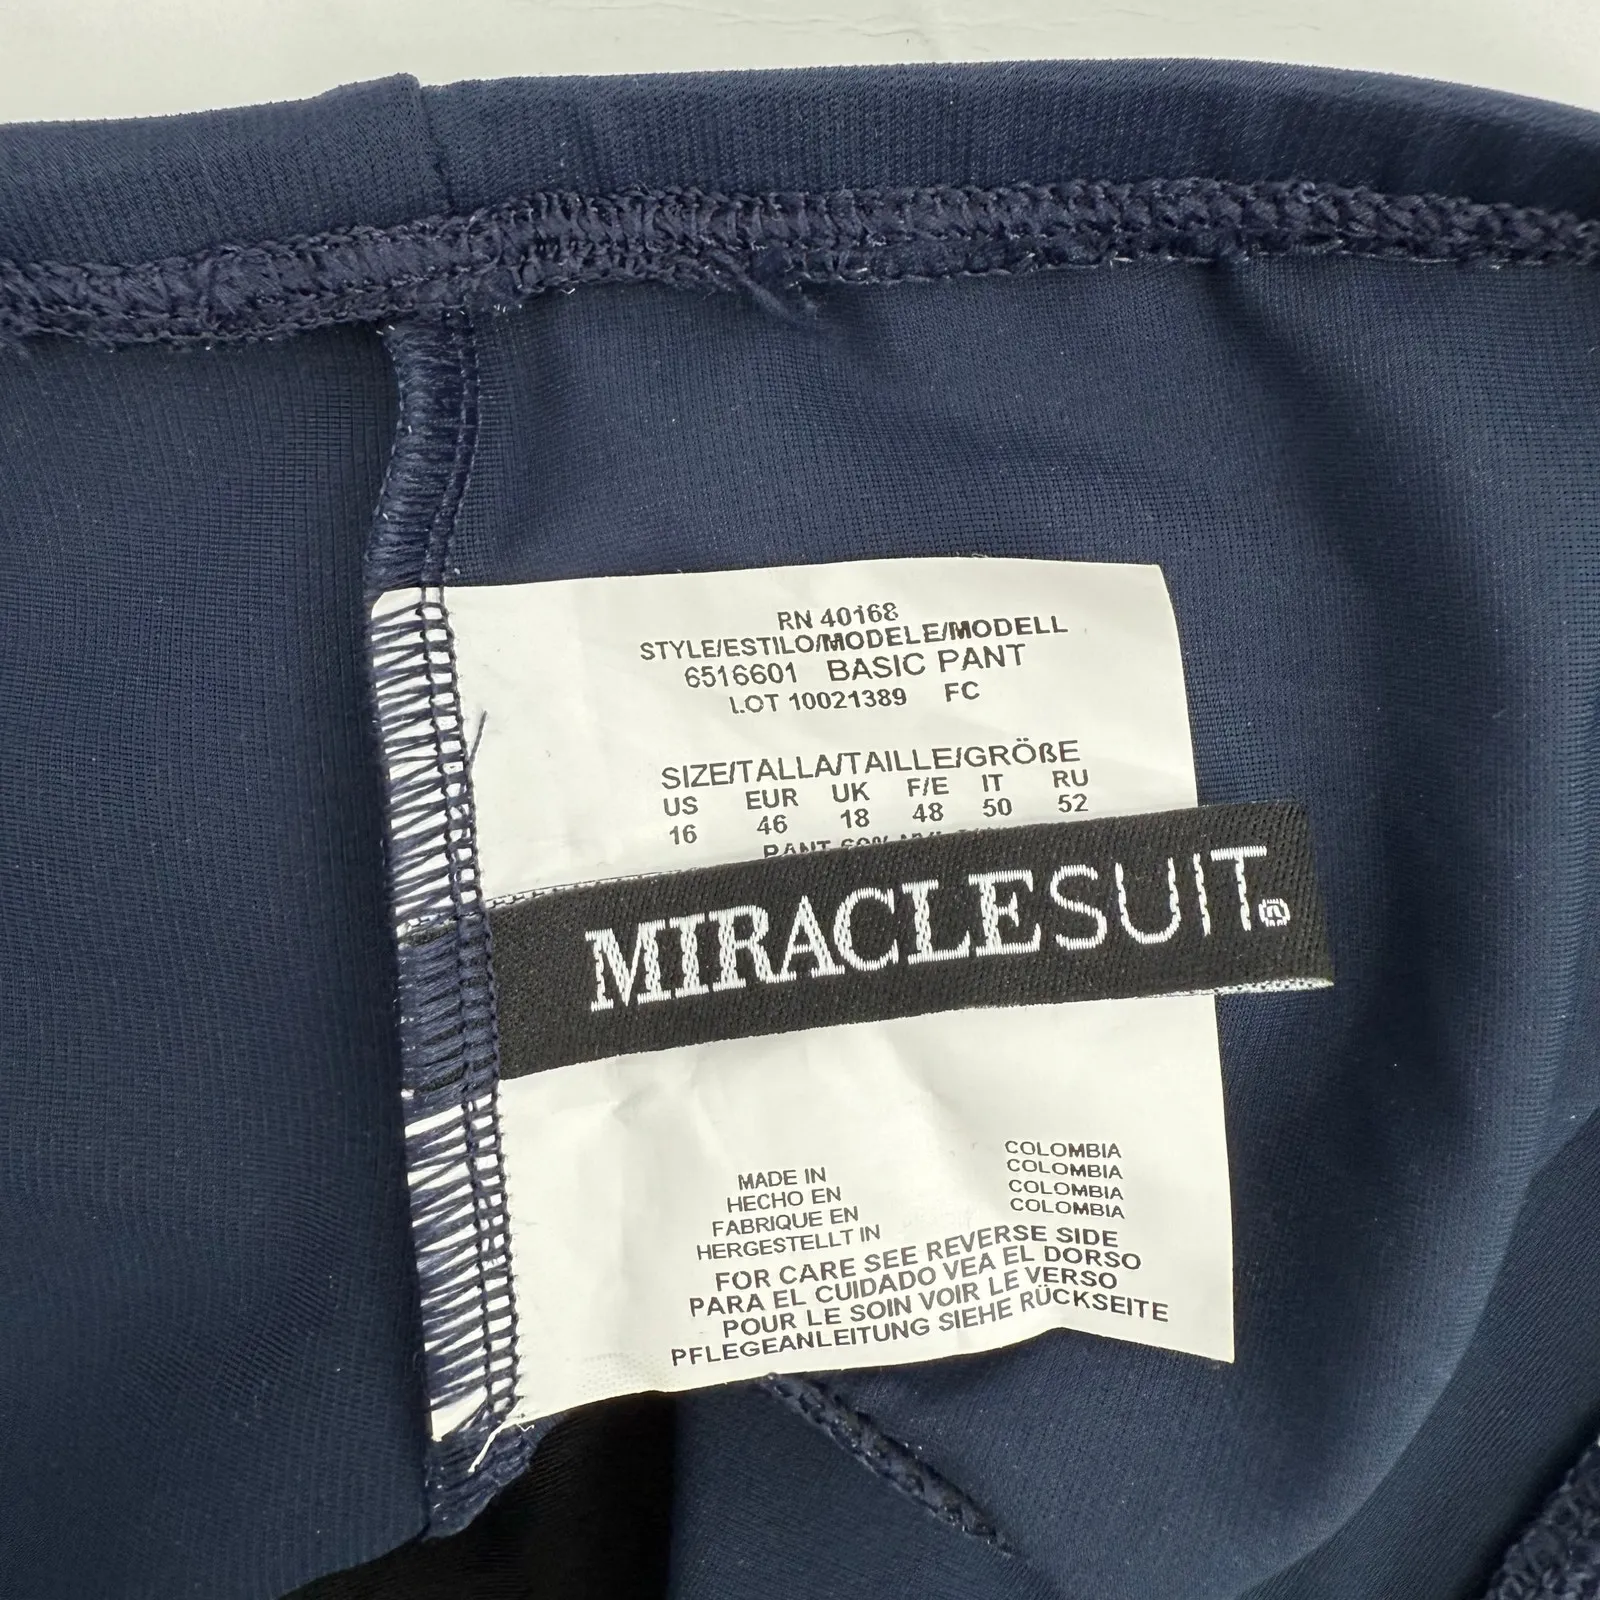 RN 40168
STYLE/ESTILO/MODELE/MODELL
6516601 BASIC PANT
LOT 10021389 FC
SIZE/TALLA/TAILLE/GRÖßE
US EUR UK F/E IT RU
16 46 18 48 50 52
PANT
MIRACLESUIT®
MADE IN COLOMBIA
HECHO EN COLOMBIA
FABRIQUE EN COLOMBIA
HERGESTELLT IN COLOMBIA
FOR CARE SEE REVERSE SIDE
PARA EL CUIDADO VEA EL DORSO
POUR LE SOIN VOIR LE VERSO
PFLEGEANLEITUNG SIEHE RÜCKSEITE